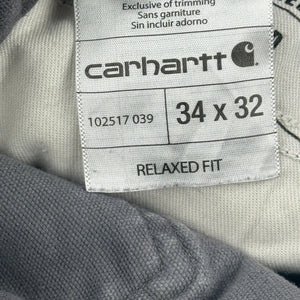 Exclusive of trimming
Sans garniture
Sin incluir adorno
carhartt
102517 039
34 x 32
RELAXED FIT